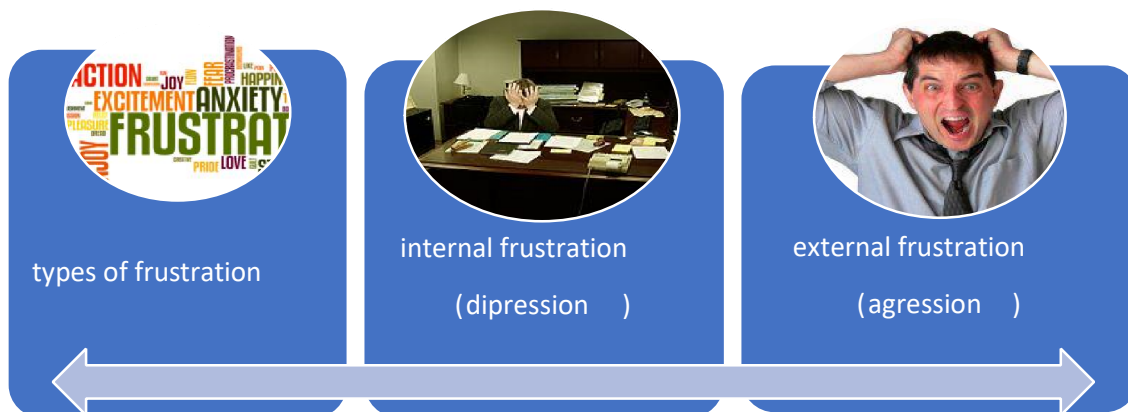 ACTION
JOY
FEAR
PROCRASTINATION
HAPPIN
EXCITEMENT
ANXIETY
PLEASURE
FRUSTRAT
JOY
PRIDE
LOVE
types of frustration
internal frustration
(dipression )
external frustration
(agression )